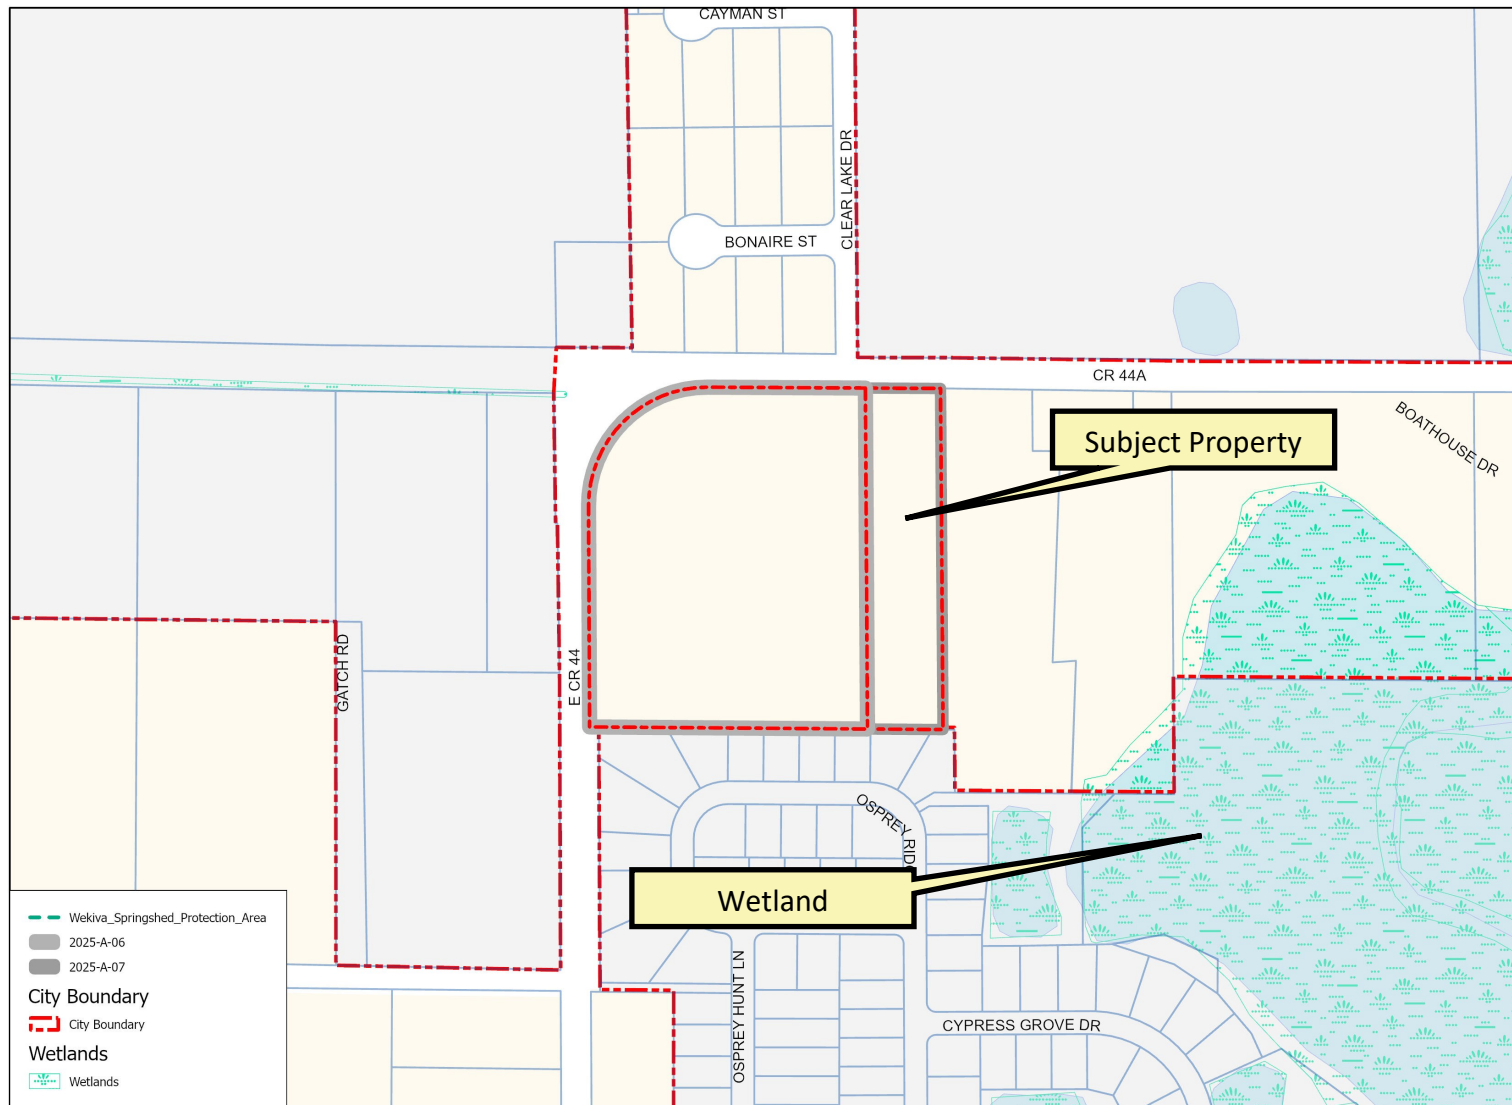 CAYMAN ST
CLEAR LAKE DR
BONAIRE ST
CR 44A
BOATHOUSE DR
Subject Property
E CR 44
GATCH RD
OSPREY RIDG
Wetland
OSPREY HUNT LN
CYPRESS GROVE DR
Wekiva_Springshed_Protection_Area
2025-A-06
2025-A-07
City Boundary
City Boundary
Wetlands
Wetlands